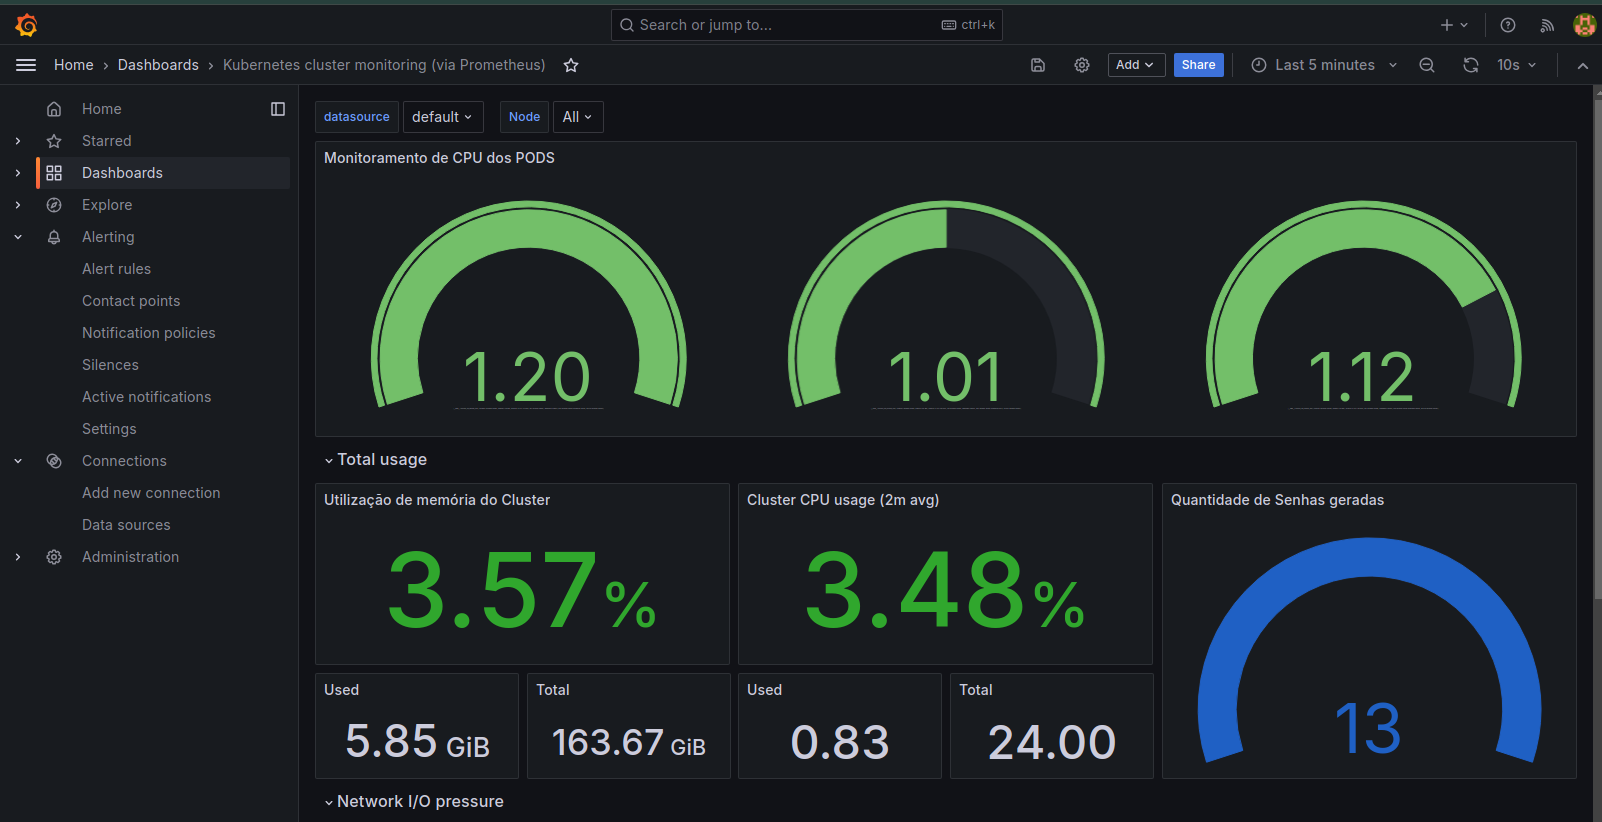 Search or jump to...
ctrl+k
Home › Dashboards › Kubernetes cluster monitoring (via Prometheus)
Add
Share
Last 5 minutes
10s
Home
Starred
Dashboards
Explore
Alerting
Alert rules
Contact points
Notification policies
Silences
Active notifications
Settings
Connections
Add new connection
Data sources
Administration
datasource
default
Node
All
Monitoramento de CPU dos PODS
1.20
1.01
1.12
Total usage
Utilização de memória do Cluster
3.57%
Cluster CPU usage (2m avg)
3.48%
Quantidade de Senhas geradas
13
Used
5.85 GiB
Total
163.67 GiB
Used
0.83
Total
24.00
Network I/O pressure